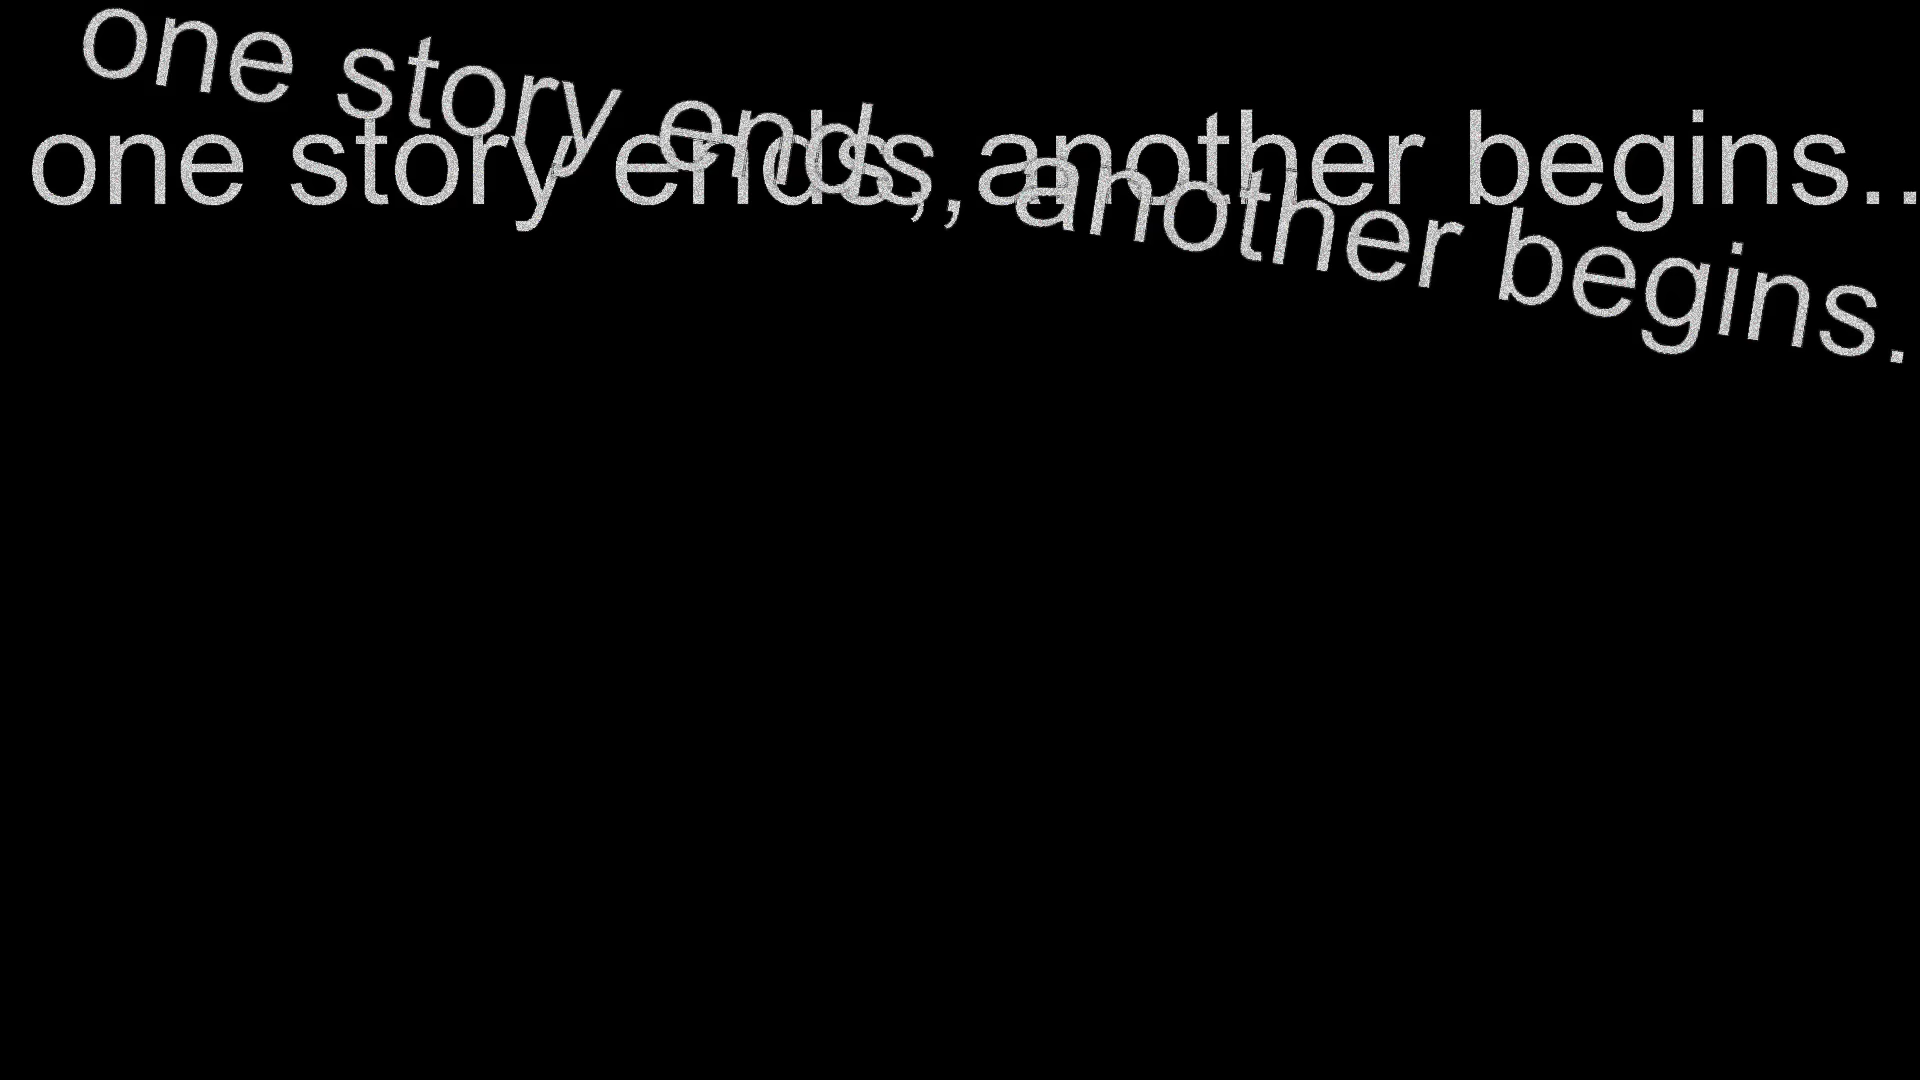 one story ends, another begins.
one story ends, another begins..